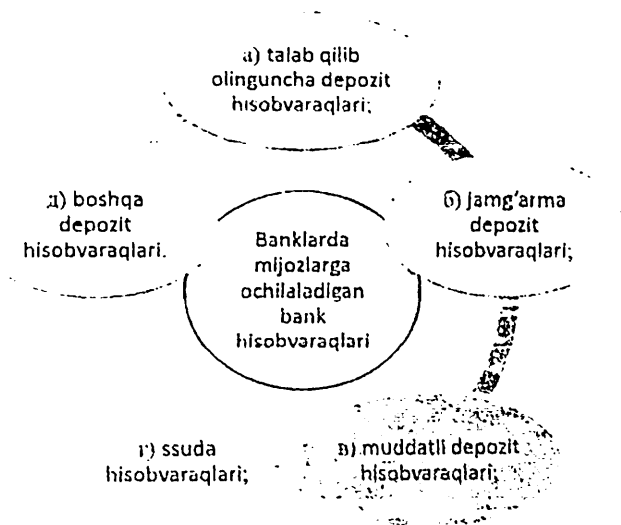 а) talab qilib
olinguncha depozit
hisobvaraqlari;
б) jamg‘arma
depozit
hisobvaraqlari;
в) muddatli depozit
hisobvaraqlari;
г) ssuda
hisobvaraqlari;
д) boshqa
depozit
hisobvaraqlari.
Banklarda
mijozlarga
ochilaladigan
bank
hisobvaraqlari